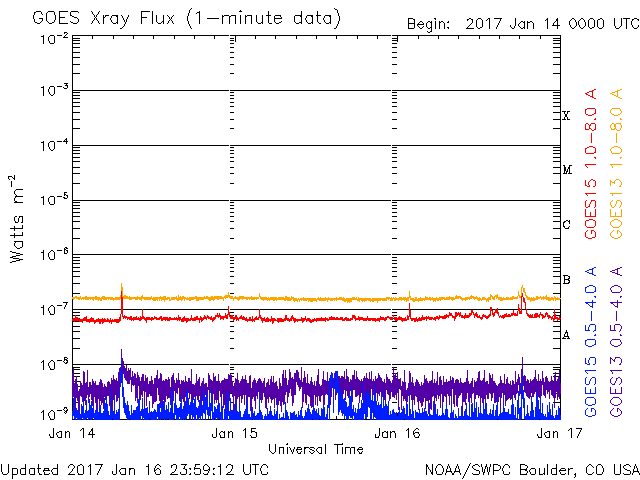 GOES Xray Flux (1-minute data)
Begin: 2017 Jan 14 0000 UTC
10^-2
10^-3
10^-4
10^-5
10^-6
10^-7
10^-8
10^-9
Watts m^-2
X
M
C
B
A
GOES15 1.0-8.0 A
GOES13 1.0-8.0 A
GOES15 0.5-4.0 A
GOES13 0.5-4.0 A
Jan 14 Jan 15 Jan 16 Jan 17
Universal Time
Updated 2017 Jan 16 23:59:12 UTC
NOAA/SWPC Boulder, CO USA